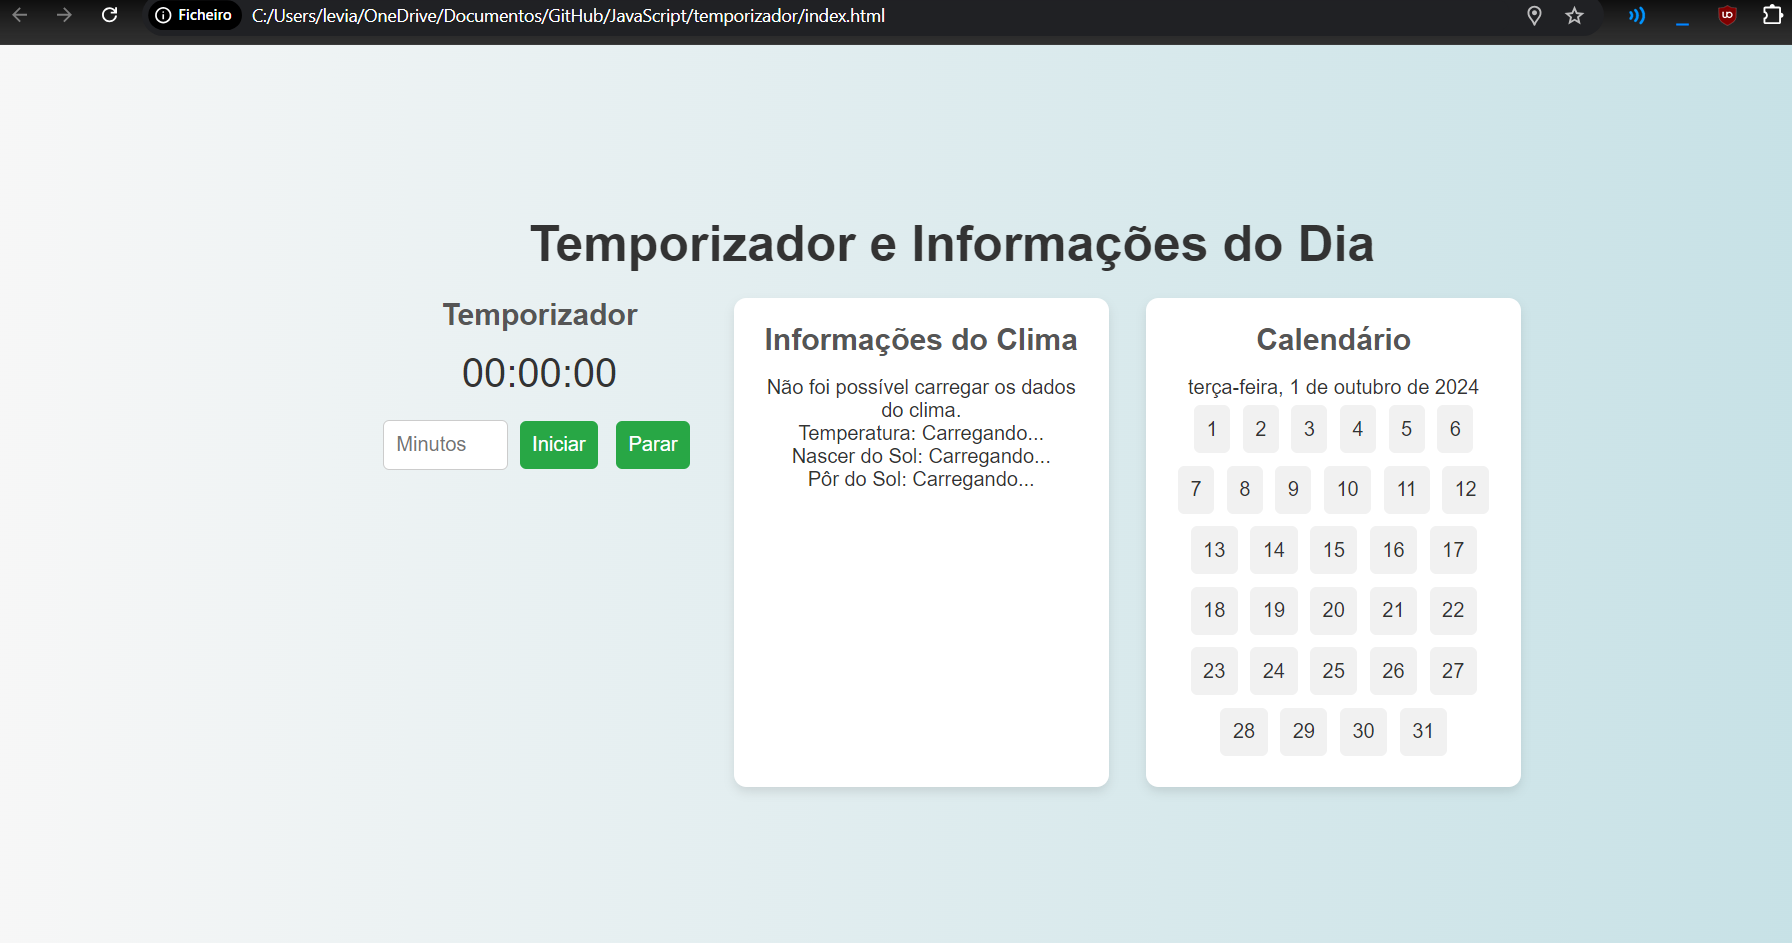 Ficheiro C:/Users/levia/OneDrive/Documentos/GitHub/JavaScript/temporizador/index.html
Temporizador e Informações do Dia
Temporizador
00:00:00
Minutos Iniciar Parar
Informações do Clima
Não foi possível carregar os dados
do clima.
Temperatura: Carregando...
Nascer do Sol: Carregando...
Pôr do Sol: Carregando...
Calendário
terça-feira, 1 de outubro de 2024
1 2 3 4 5 6
7 8 9 10 11 12
13 14 15 16 17
18 19 20 21 22
23 24 25 26 27
28 29 30 31